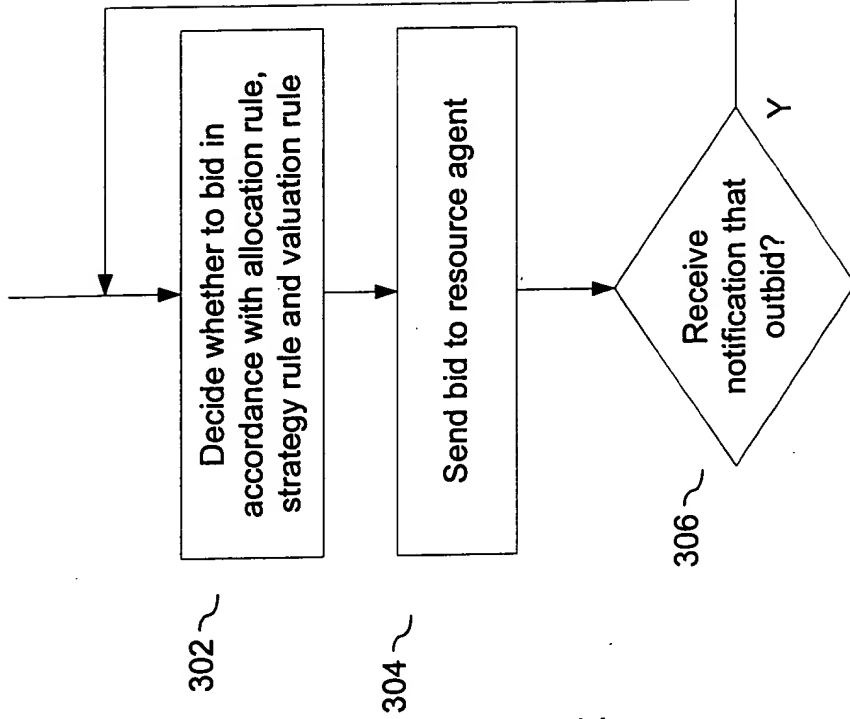 302
Decide whether to bid in
accordance with allocation rule,
strategy rule and valuation rule
304
Send bid to resource agent
306
Receive
notification that
outbid?
Y